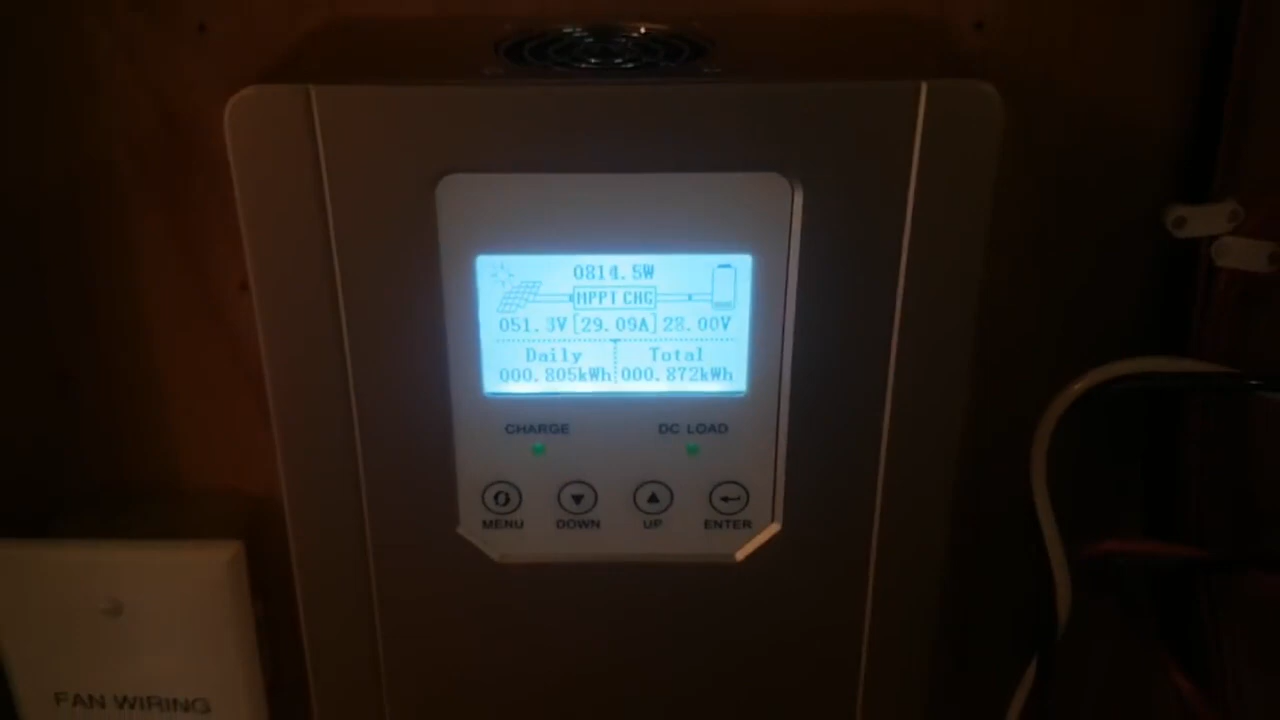 0814.5W
MPPT CHG
051.3V [29.09A] 28.00V
Daily Total
000.805kWh 000.872kWh
CHARGE DC LOAD
MENU DOWN UP ENTER
FAN WIRING